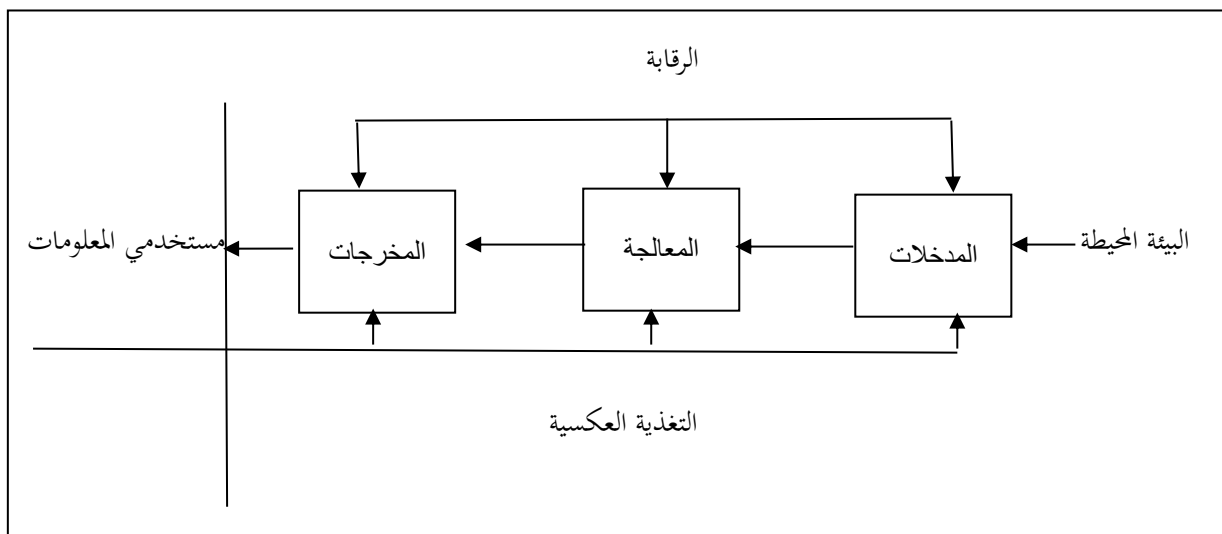 الرقابة
البيئة المحيطة
المدخلات
المعالجة
المخرجات
مستخدمي المعلومات
التغذية العكسية